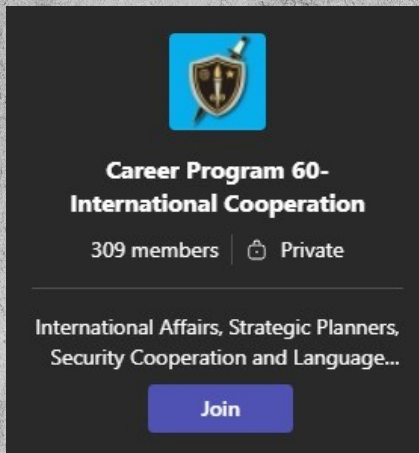 Career Program 60-
International Cooperation
309 members Private
International Affairs, Strategic Planners,
Security Cooperation and Language...
Join